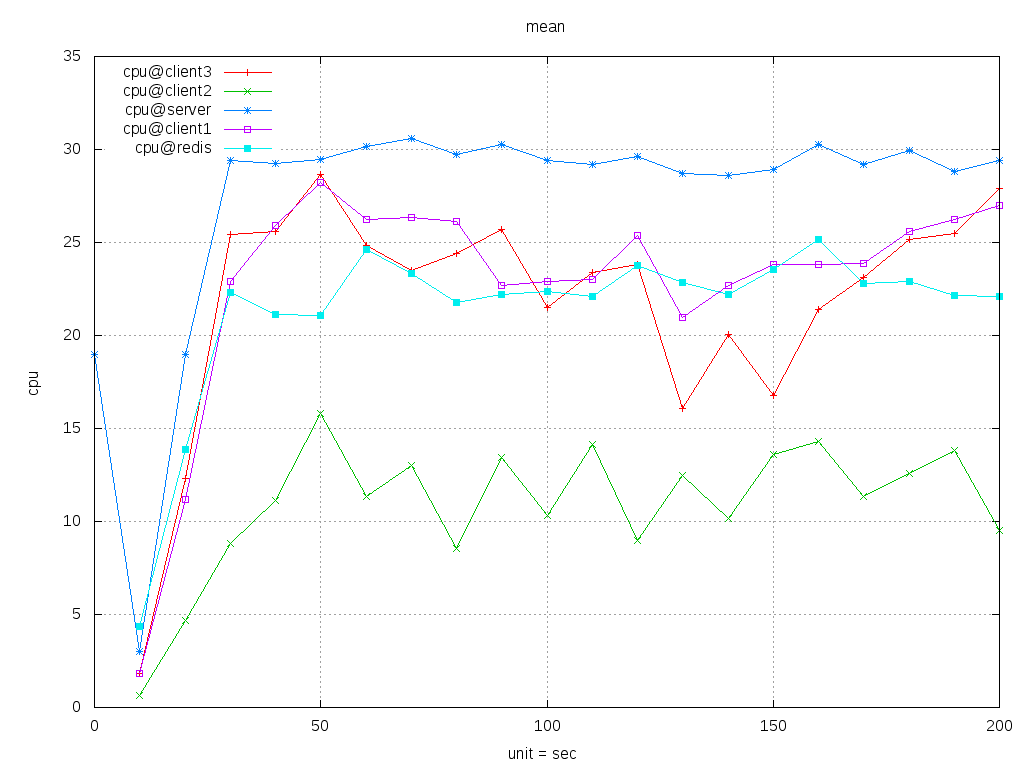 mean
35
30
25
20
15
10
5
0
cpu
cpu@client3
cpu@client2
cpu@server
cpu@client1
cpu@redis
0 50 100 150 200
unit = sec